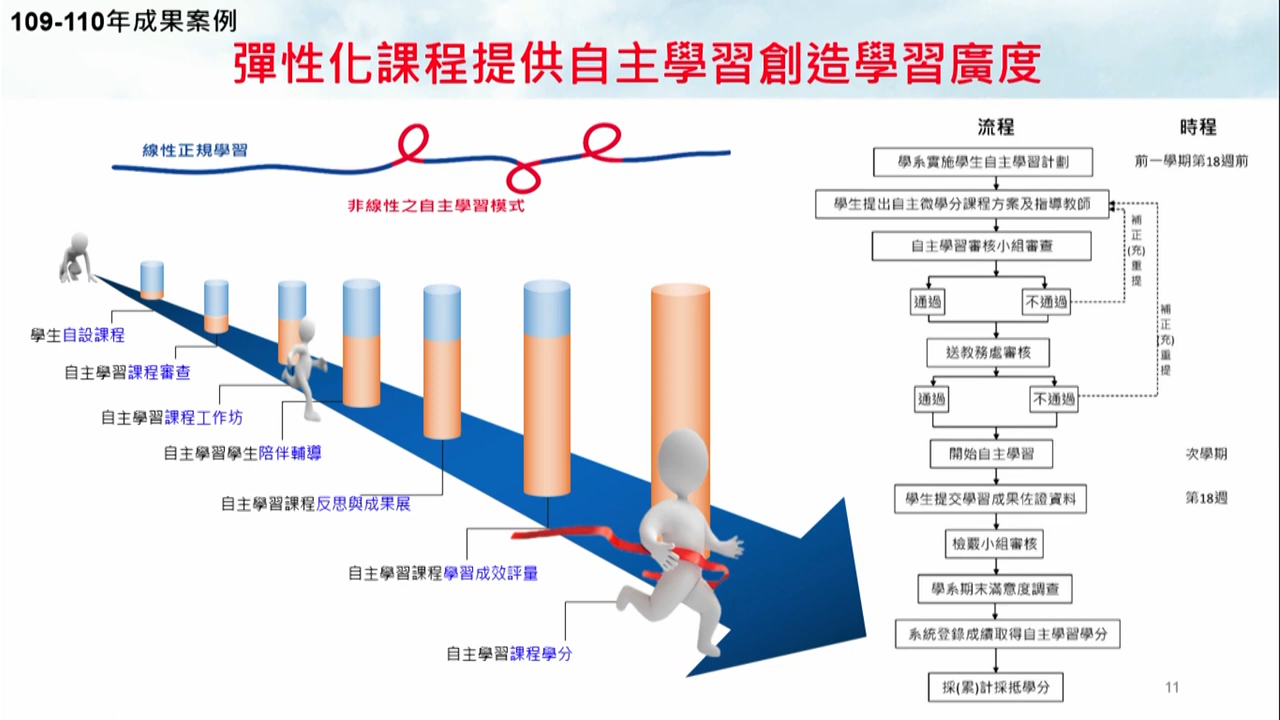 109-110年成果案例
彈性化課程提供自主學習創造學習廣度
線性正規學習
非線性之自主學習模式
學生自設課程
自主學習課程審查
自主學習課程工作坊
自主學習學生陪伴輔導
自主學習課程反思與成果展
自主學習課程學習成效評量
自主學習課程學分
流程
時程
學系實施學生自主學習計劃
前一學期第18週前
學生提出自主微學分課程方案及指導教師
自主學習審核小組審查
通過
不通過
補正(充)重提
送教務處審核
通過
不通過
補正(充)重提
開始自主學習
次學期
學生提交學習成果佐證資料
第18週
檢覈小組審核
學系期末滿意度調查
系統登錄成績取得自主學習學分
採(累)計採抵學分
11